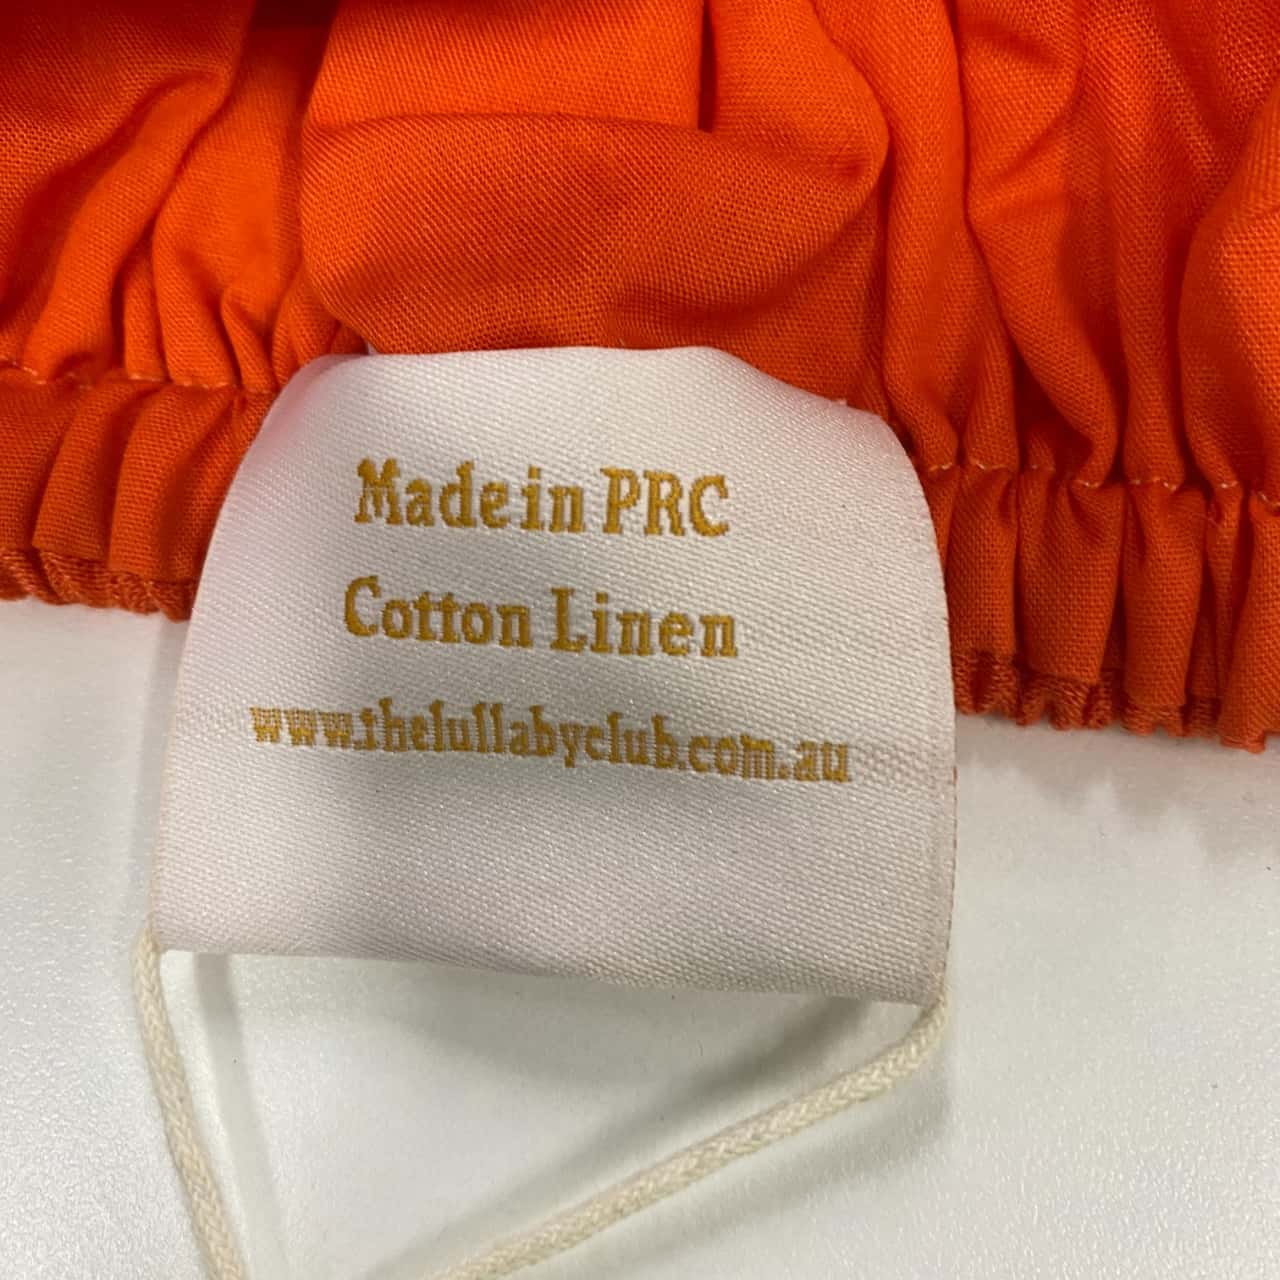 Made in PRC
Cotton Linen
www.thelullabyclub.com.au